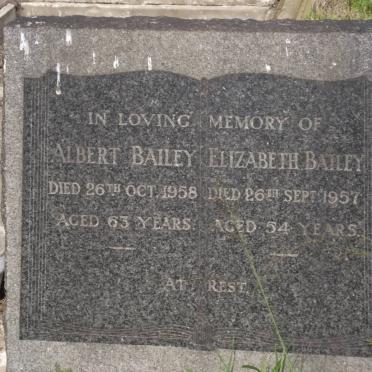 IN LOVING MEMORY OF
ALBERT BAILEY ELIZABETH BAILEY
DIED 26TH OCT. 1958 DIED 26TH SEPT. 1957
AGED 63 YEARS. AGED 54 YEARS.
AT REST.